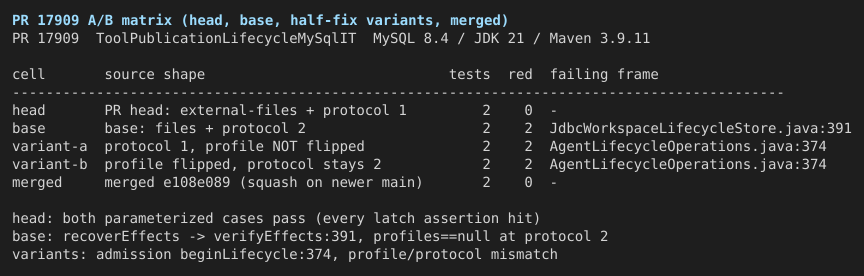 PR 17909 A/B matrix (head, base, half-fix variants, merged)
PR 17909  ToolPublicationLifecycleMySqlIT  MySQL 8.4 / JDK 21 / Maven 3.9.11
cell       source shape                             tests  red  failing frame
--------------------------------------------------------------------------------------------
head       PR head: external-files + protocol 1         2    0  -
base       base: files + protocol 2                     2    2  JdbcWorkspaceLifecycleStore.java:391
variant-a  protocol 1, profile NOT flipped              2    2  AgentLifecycleOperations.java:374
variant-b  profile flipped, protocol stays 2            2    2  AgentLifecycleOperations.java:374
merged     merged e108e089 (squash on newer main)       2    0  -
head: both parameterized cases pass (every latch assertion hit)
base: recoverEffects -> verifyEffects:391, profiles==null at protocol 2
variants: admission beginLifecycle:374, profile/protocol mismatch